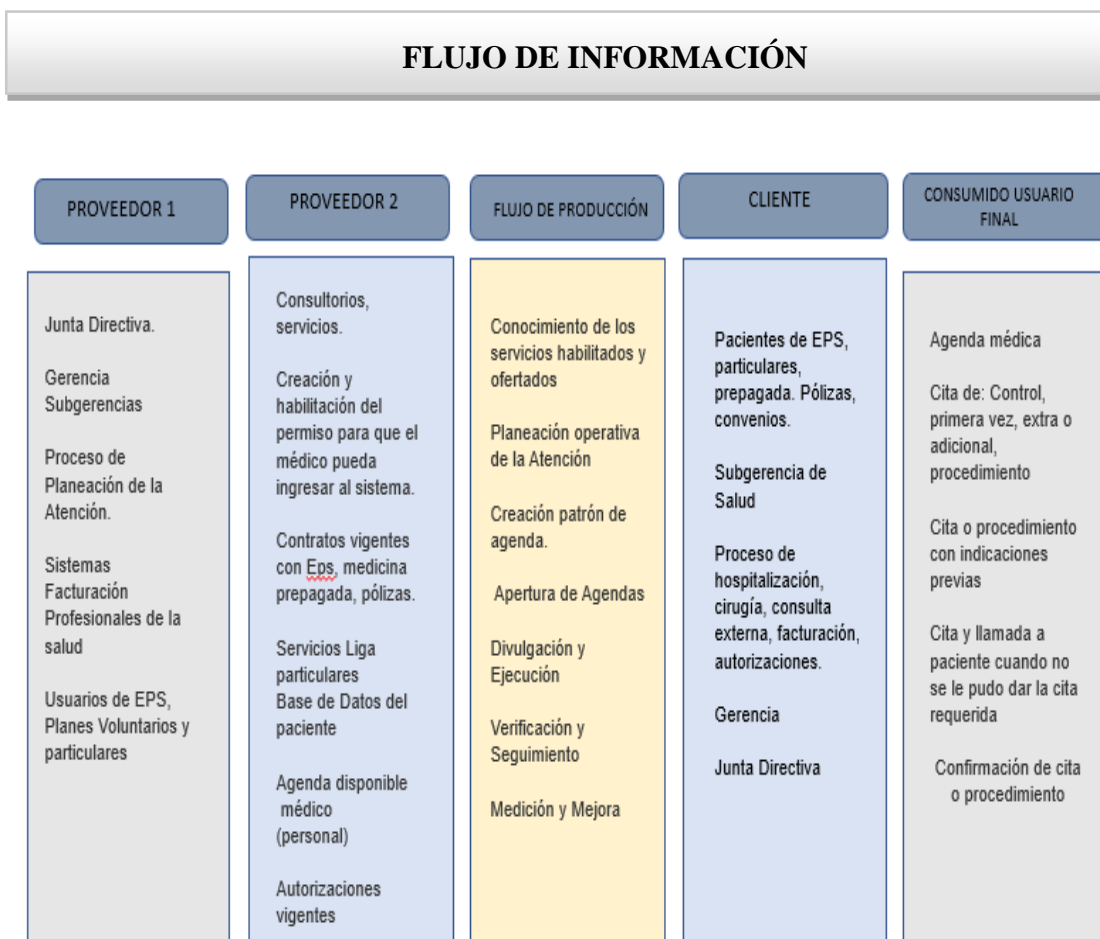 FLUJO DE INFORMACIÓN
PROVEEDOR 1
Junta Directiva.
Gerencia
Subgerencias
Proceso de
Planeación de la
Atención.
Sistemas
Facturación
Profesionales de la
salud
Usuarios de EPS,
Planes Voluntarios y
particulares
PROVEEDOR 2
Consultorios,
servicios.
Creación y
habilitación del
permiso para que el
médico pueda
ingresar al sistema.
Contratos vigentes
con Eps, medicina
prepagada, pólizas.
Servicios Liga
particulares
Base de Datos del
paciente
Agenda disponible
médico
(personal)
Autorizaciones
vigentes
FLUJO DE PRODUCCIÓN
Conocimiento de los
servicios habilitados y
ofertados
Planeación operativa
de la Atención
Creación patrón de
agenda.
Apertura de Agendas
Divulgación y
Ejecución
Verificación y
Seguimiento
Medición y Mejora
CLIENTE
Pacientes de EPS,
particulares,
prepagada. Pólizas,
convenios.
Subgerencia de
Salud
Proceso de
hospitalización,
cirugía, consulta
externa, facturación,
autorizaciones.
Gerencia
Junta Directiva
CONSUMIDO USUARIO
FINAL
Agenda médica
Cita de: Control,
primera vez, extra o
adicional,
procedimiento
Cita o procedimiento
con indicaciones
previas
Cita y llamada a
paciente cuando no
se le pudo dar la cita
requerida
Confirmación de cita
o procedimiento